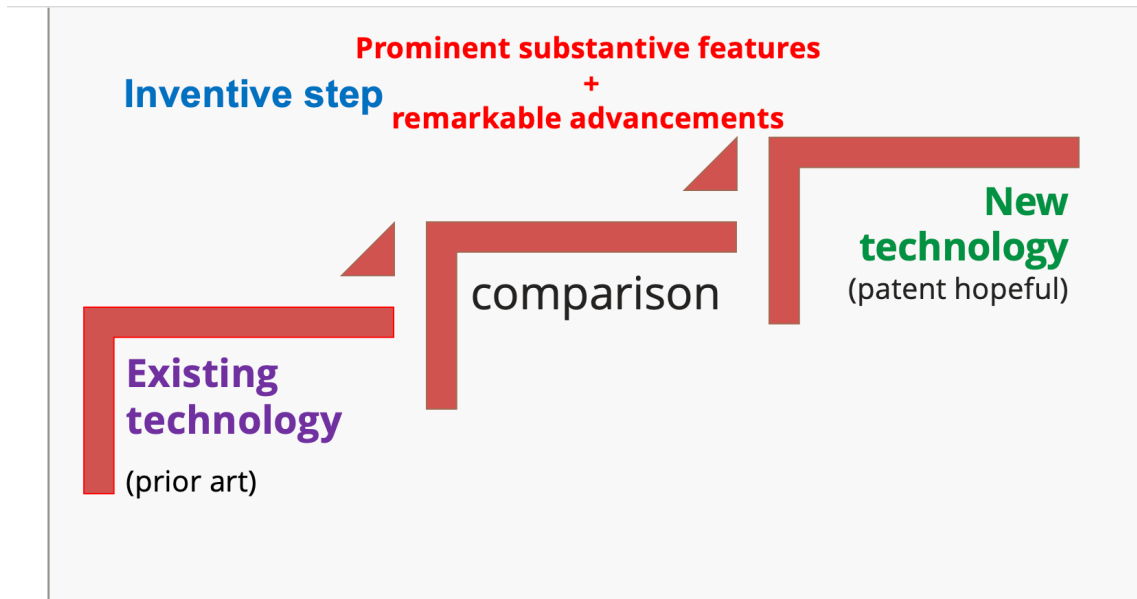 Prominent substantive features
+
remarkable advancements
Inventive step
New
technology
(patent hopeful)
comparison
Existing
technology
(prior art)